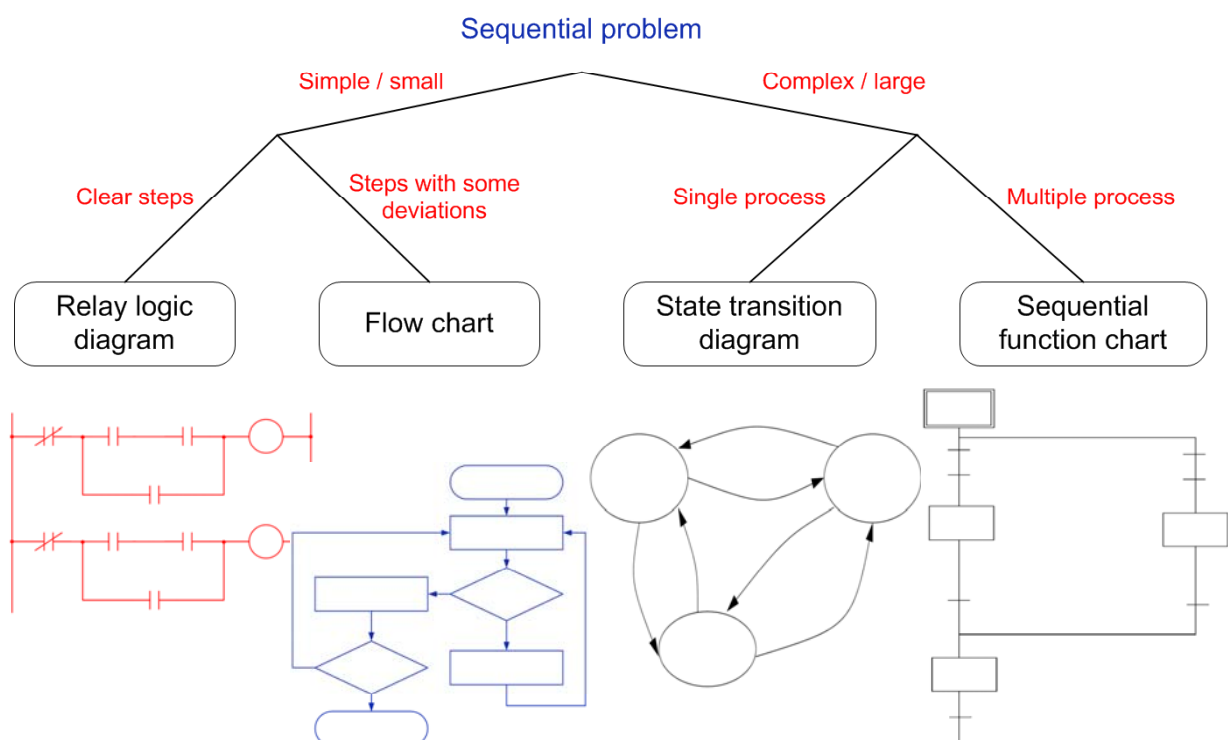 Sequential problem
Simple / small
Complex / large
Clear steps
Steps with some
deviations
Single process
Multiple process
Relay logic
diagram
Flow chart
State transition
diagram
Sequential
function chart